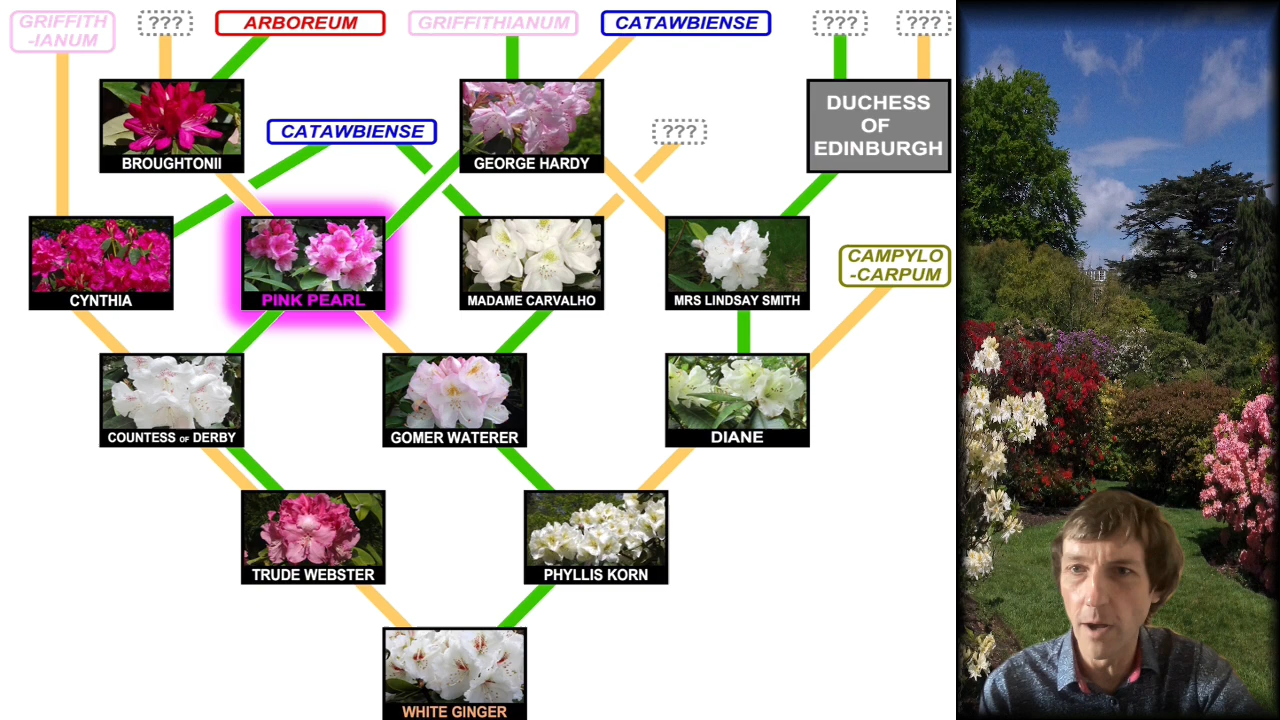 GRIFFITH
-IANUM
???
ARBOREUM
GRIFFITHIANUM
CATAWBIENSE
???
???
BROUGHTONII
CATAWBIENSE
GEORGE HARDY
???
DUCHESS
OF
EDINBURGH
CYNTHIA
PINK PEARL
MADAME CARVALHO
MRS LINDSAY SMITH
CAMPYLO
-CARPUM
COUNTESS OF DERBY
GOMER WATERER
DIANE
TRUDE WEBSTER
PHYLLIS KORN
WHITE GINGER